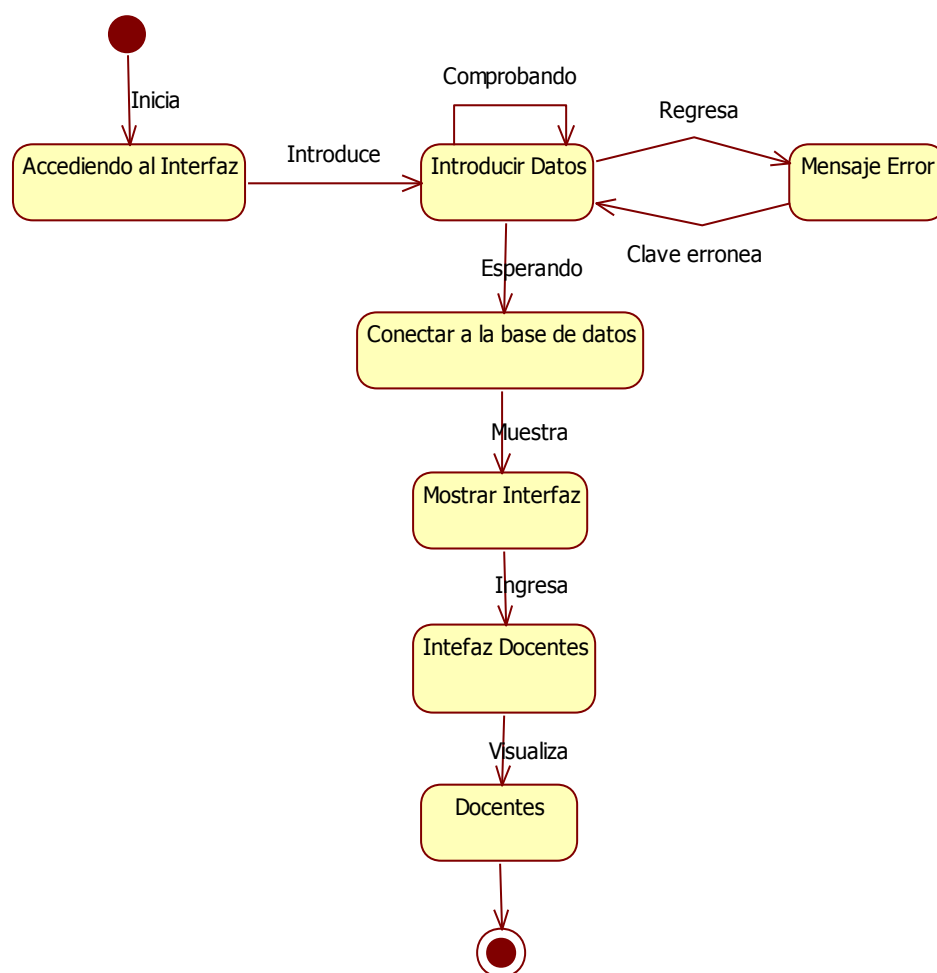 Comprobando
Inicia
Regresa
Accediendo al Interfaz
Introduce
Introducir Datos
Mensaje Error
Clave erronea
Esperando
Conectar a la base de datos
Muestra
Mostrar Interfaz
Ingresa
Intefaz Docentes
Visualiza
Docentes